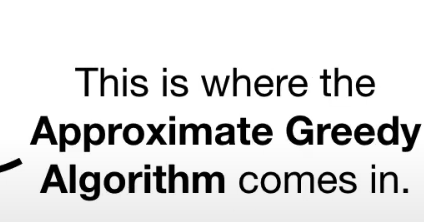 This is where the
Approximate Greedy
Algorithm comes in.